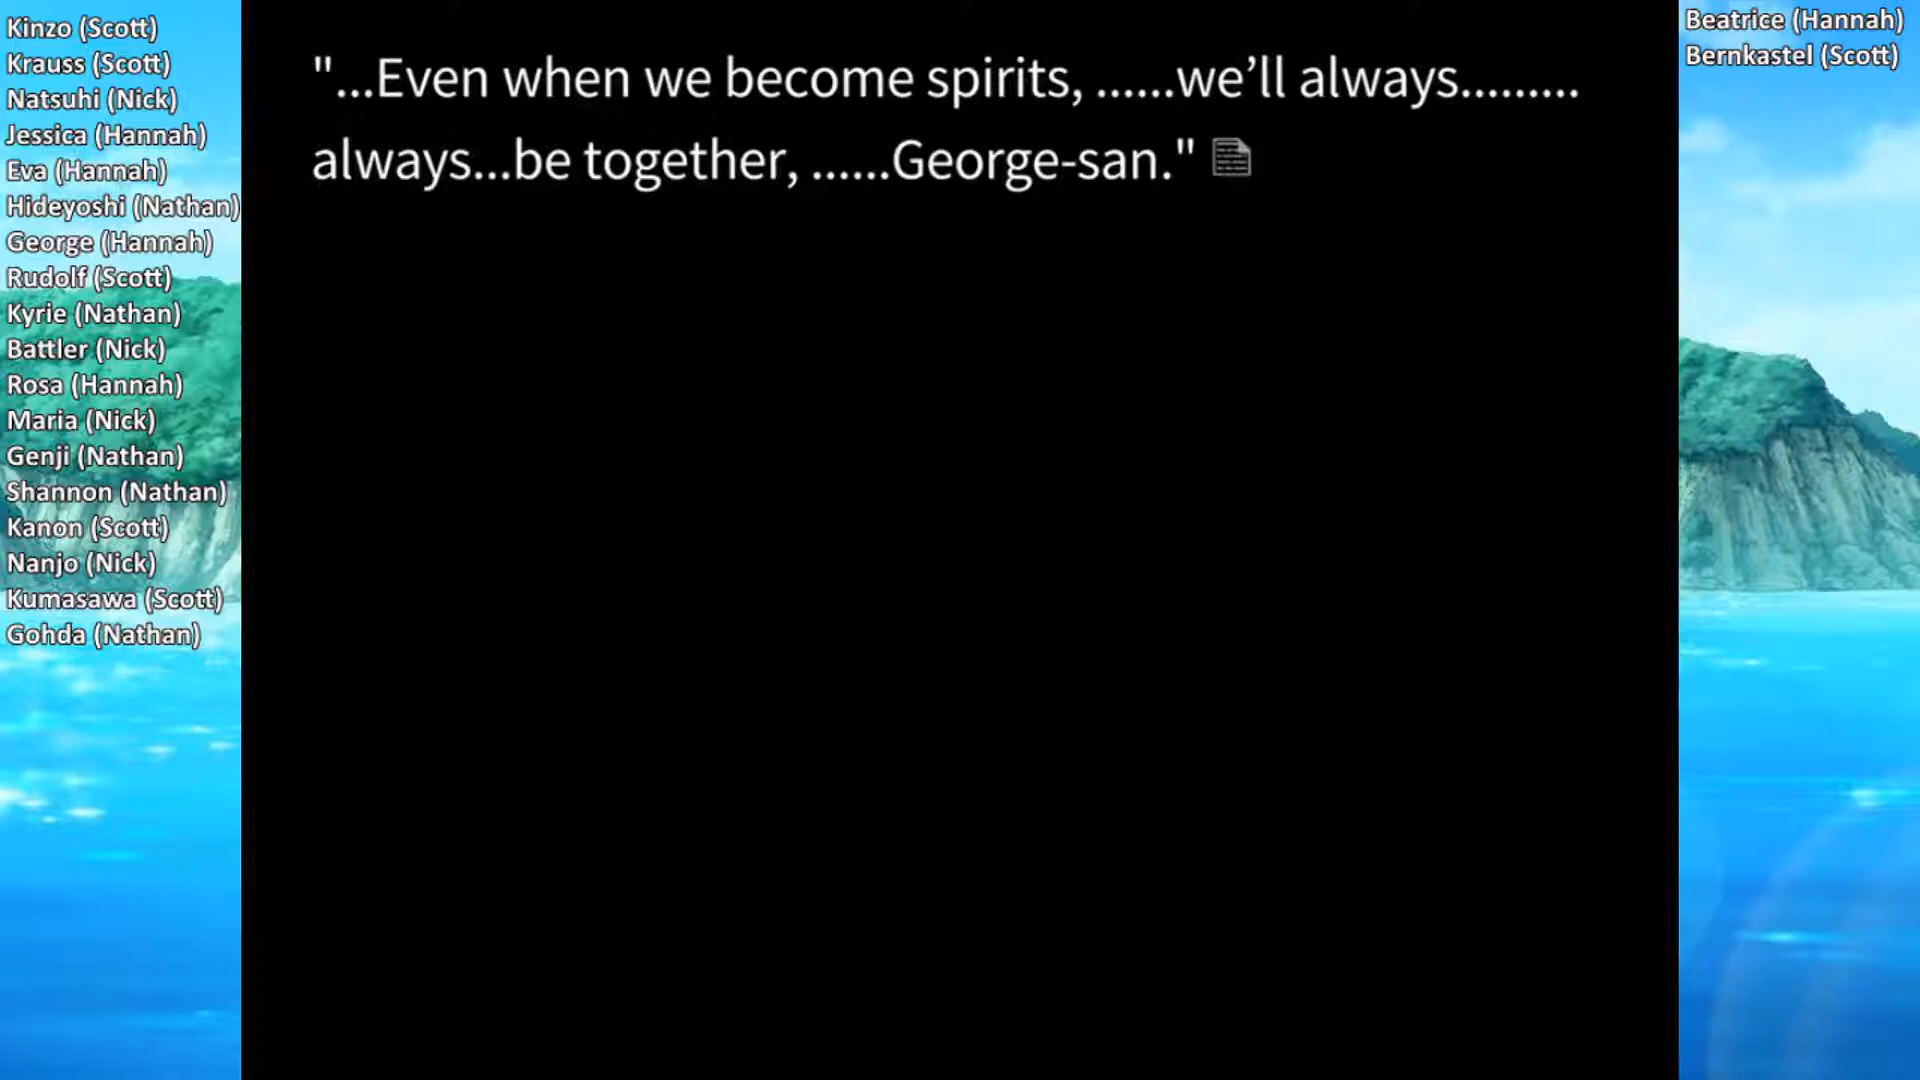 Kinzo (Scott)
Krauss (Scott)
Natsuhi (Nick)
Jessica (Hannah)
Eva (Hannah)
Hideyoshi (Nathan)
George (Hannah)
Rudolf (Scott)
Kyrie (Nathan)
Battler (Nick)
Rosa (Hannah)
Maria (Nick)
Genji (Nathan)
Shannon (Nathan)
Kanon (Scott)
Nanjo (Nick)
Kumasawa (Scott)
Gohda (Nathan)
"...Even when we become spirits, ......we’ll always.........
always...be together, ......George-san."
Beatrice (Hannah)
Bernkastel (Scott)